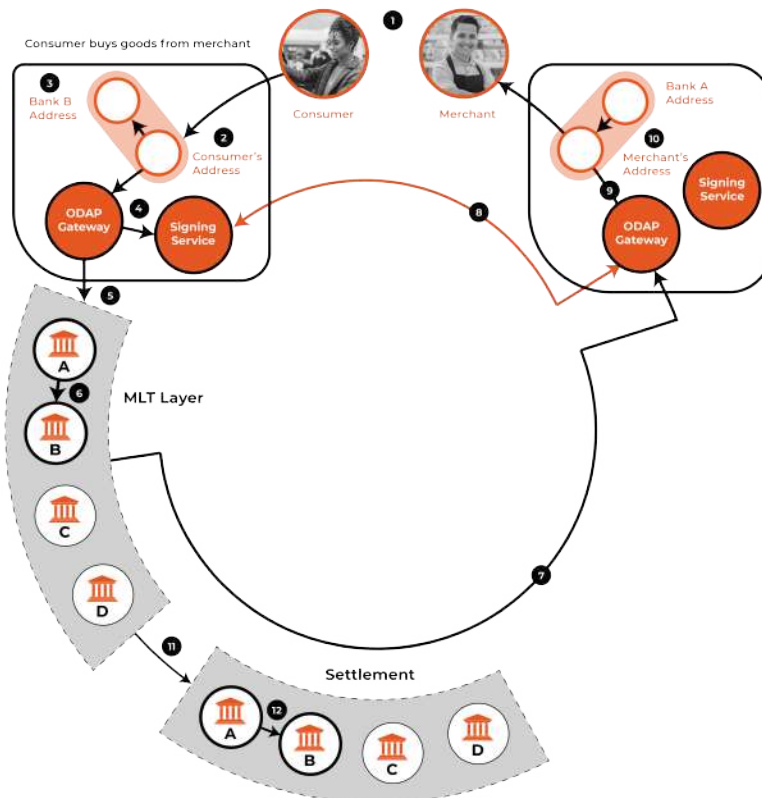 1
Consumer buys goods from merchant
3
Bank B
Address
2
Consumer's
Address
Consumer
Merchant
Bank A
Address
10
Merchant's
Address
9
Signing
Service
ODAP
Gateway
ODAP
Gateway
4
Signing
Service
8
5
A
6
B
MLT Layer
C
D
7
11
Settlement
A
12
B
C
D